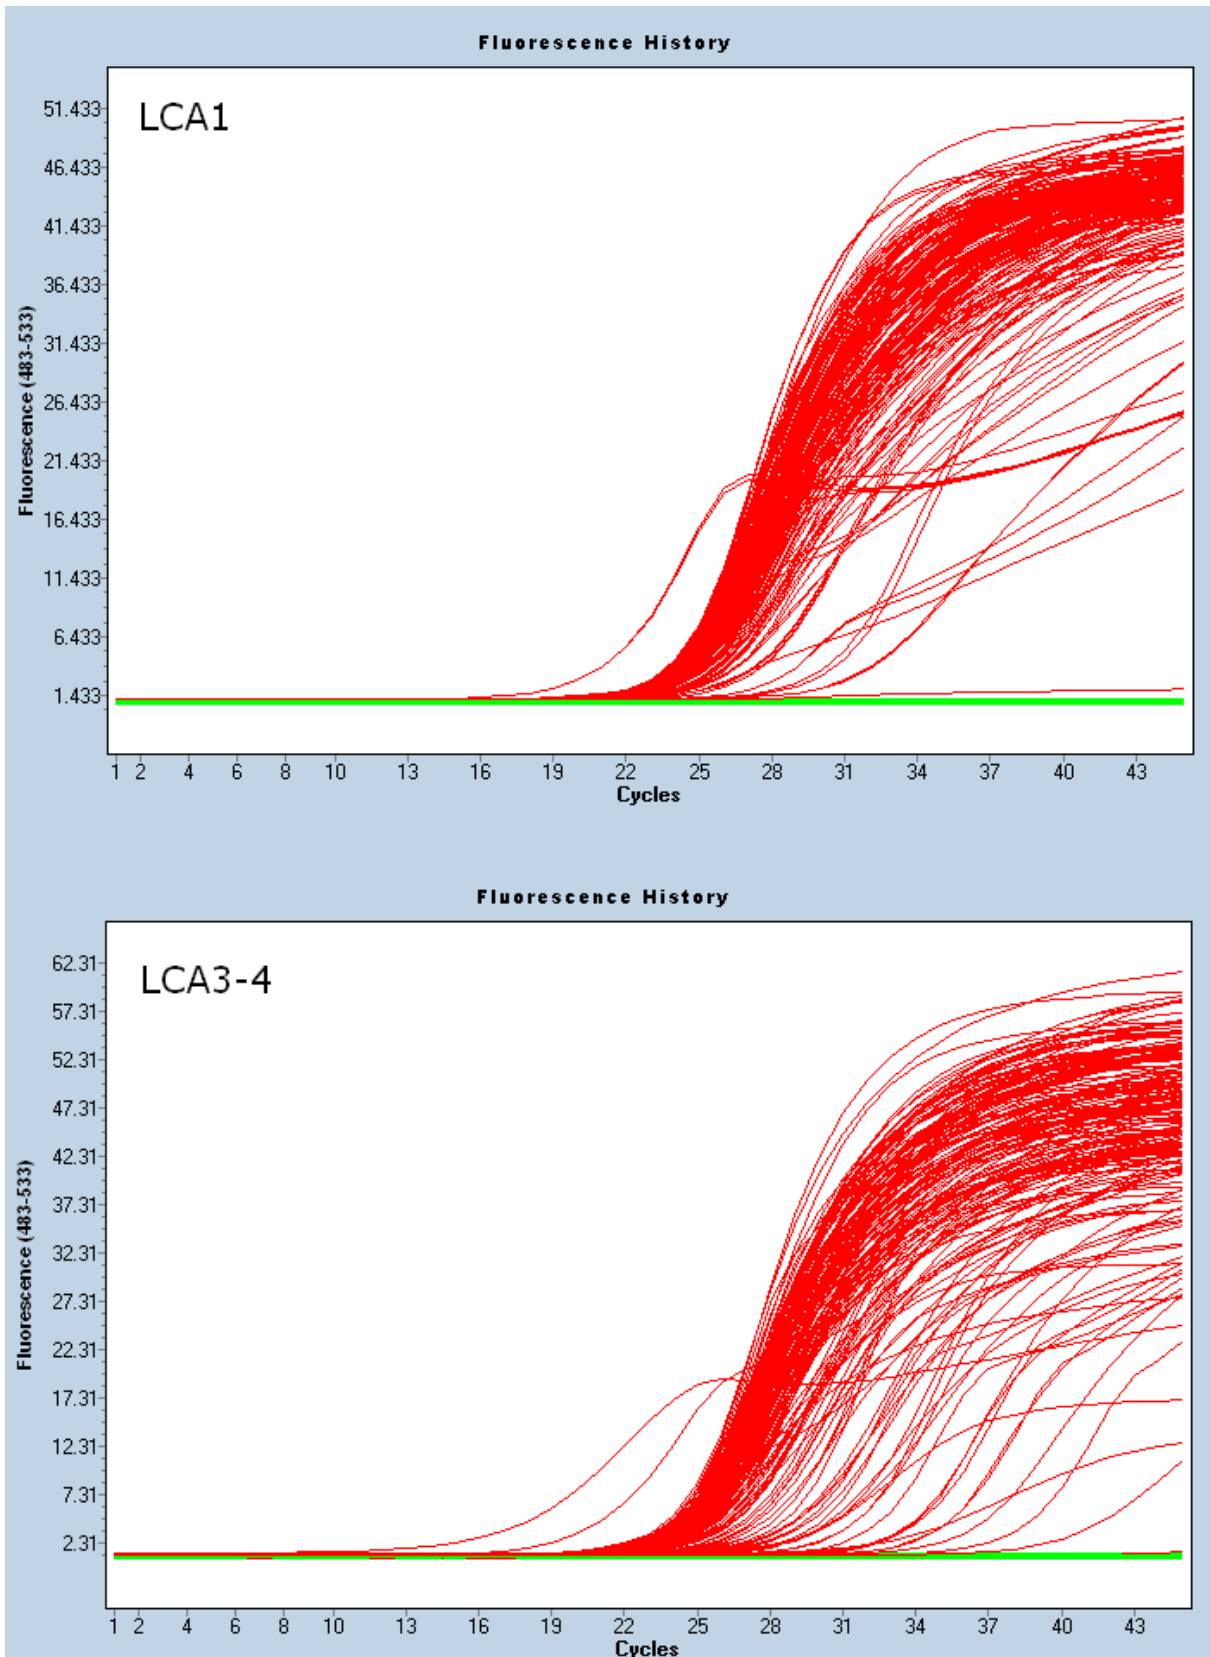 Fluorescence History
LCA1
51.433
46.433
41.433
36.433
31.433
26.433
21.433
16.433
11.433
6.433
1.433
Fluorescence (483-533)
1 2 4 6 8 10 13 16 19 22 25 28 31 34 37 40 43
Cycles
Fluorescence History
LCA3-4
62.31
57.31
52.31
47.31
42.31
37.31
32.31
27.31
22.31
17.31
12.31
7.31
2.31
Fluorescence (483-533)
1 2 4 6 8 10 13 16 19 22 25 28 31 34 37 40 43
Cycles